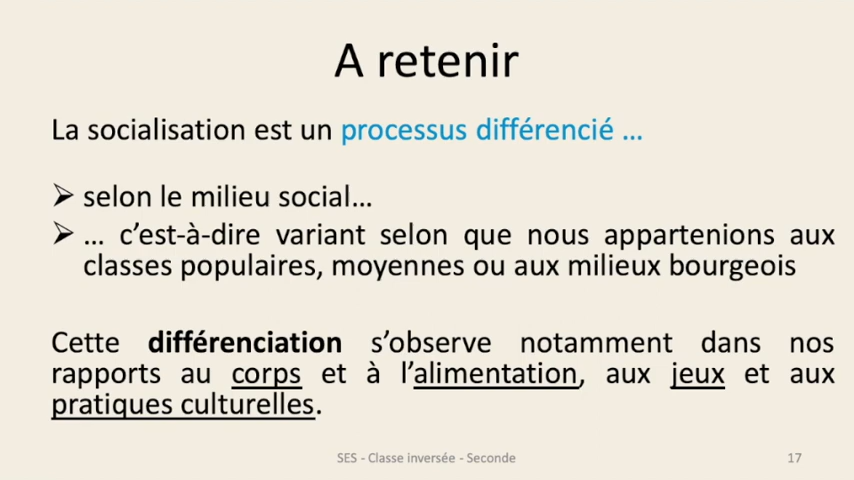 A retenir
La socialisation est un processus différencié ...
➢ selon le milieu social...
➢ ... c’est-à-dire variant selon que nous appartenions aux
classes populaires, moyennes ou aux milieux bourgeois
Cette différenciation s’observe notamment dans nos
rapports au corps et à l’alimentation, aux jeux et aux
pratiques culturelles.
SES - Classe inversée - Seconde
17